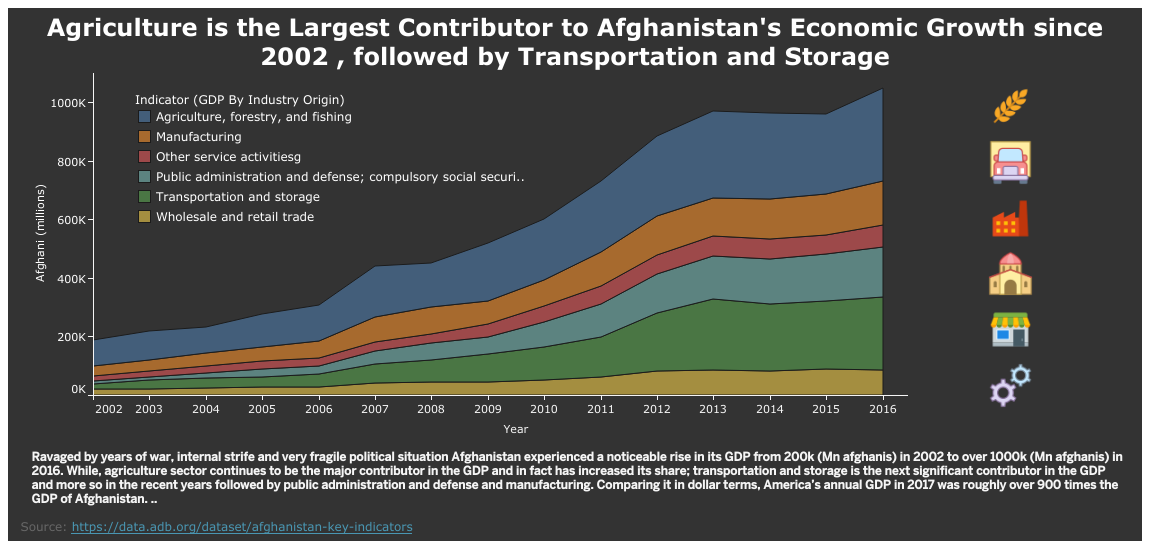 Agriculture is the Largest Contributor to Afghanistan's Economic Growth since
2002 , followed by Transportation and Storage
Indicator (GDP By Industry Origin)
Agriculture, forestry, and fishing
Manufacturing
Other service activitiesg
Public administration and defense; compulsory social securi..
Transportation and storage
Wholesale and retail trade
Afghani (millions)
1000K
800K
600K
400K
200K
0K
2002 2003 2004 2005 2006 2007 2008 2009 2010 2011 2012 2013 2014 2015 2016
Year
Ravaged by years of war, internal strife and very fragile political situation Afghanistan experienced a noticeable rise in its GDP from 200k (Mn afghanis) in 2002 to over 1000k (Mn afghanis) in
2016. While, agriculture sector continues to be the major contributor in the GDP and in fact has increased its share; transportation and storage is the next significant contributor in the GDP
and more so in the recent years followed by public administration and defense and manufacturing. Comparing it in dollar terms, America's annual GDP in 2017 was roughly over 900 times the
GDP of Afghanistan. ..
Source: https://data.adb.org/dataset/afghanistan-key-indicators